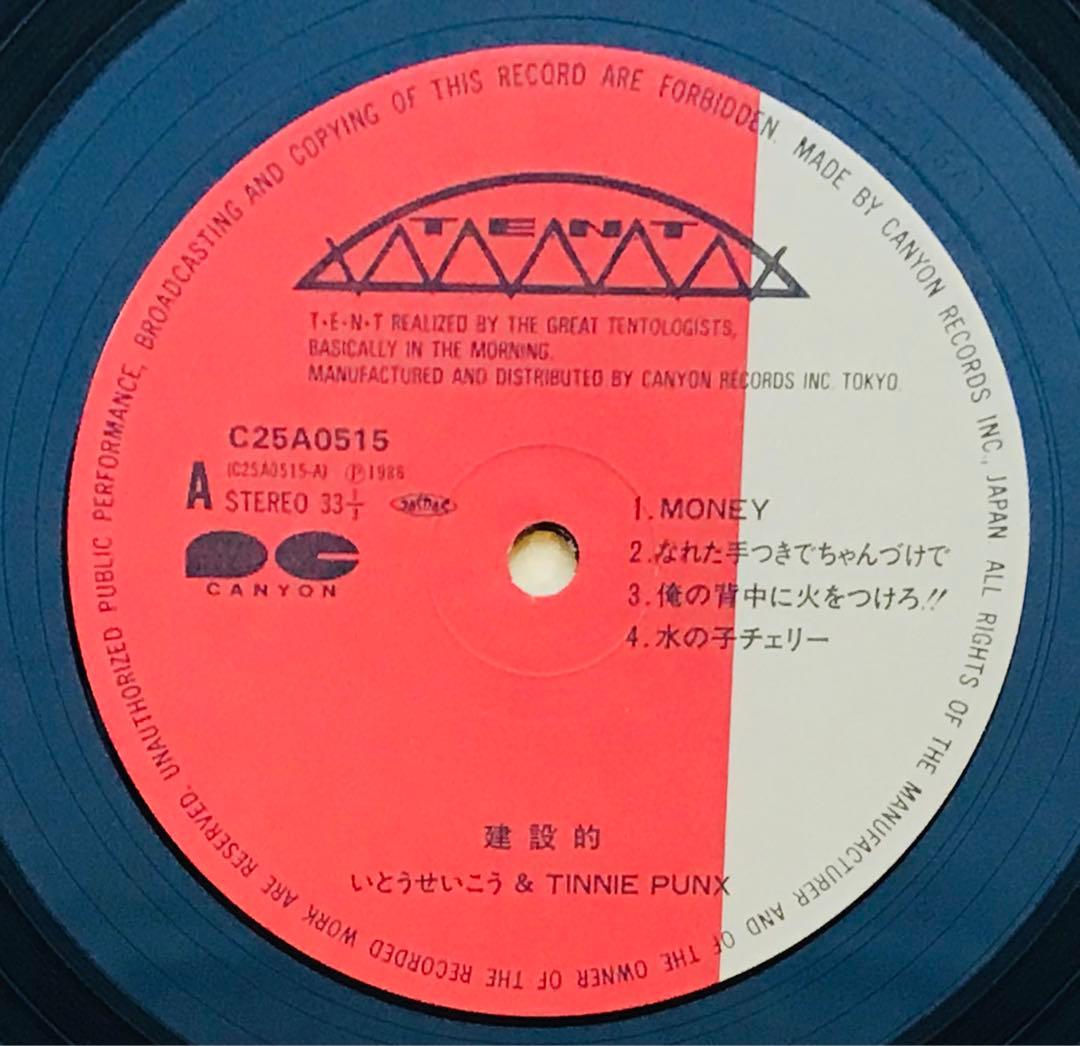 UNAUTHORIZED PUBLIC PERFORMANCE, BROADCASTING AND COPYING OF THIS RECORD ARE FORBIDDEN. MADE BY CANYON RECORDS INC., JAPAN ALL RIGHTS OF THE MANUFACTURER AND OF THE OWNER OF THE RECORDED WORK ARE RESERVED.
TENT
T・E・N・T REALIZED BY THE GREAT TENTOLOGISTS,
BASICALLY IN THE MORNING.
MANUFACTURED AND DISTRIBUTED BY CANYON RECORDS INC. TOKYO.
C25A0515
(C25A0515-A) Ⓟ1986
A STEREO 33 1/3
CANYON
1.MONEY
2.なれた手つきでちゃんづけで
3.俺の背中に火をつけろ!!
4.水の子チェリー
建設的
いとうせいこう & TINNIE PUNX